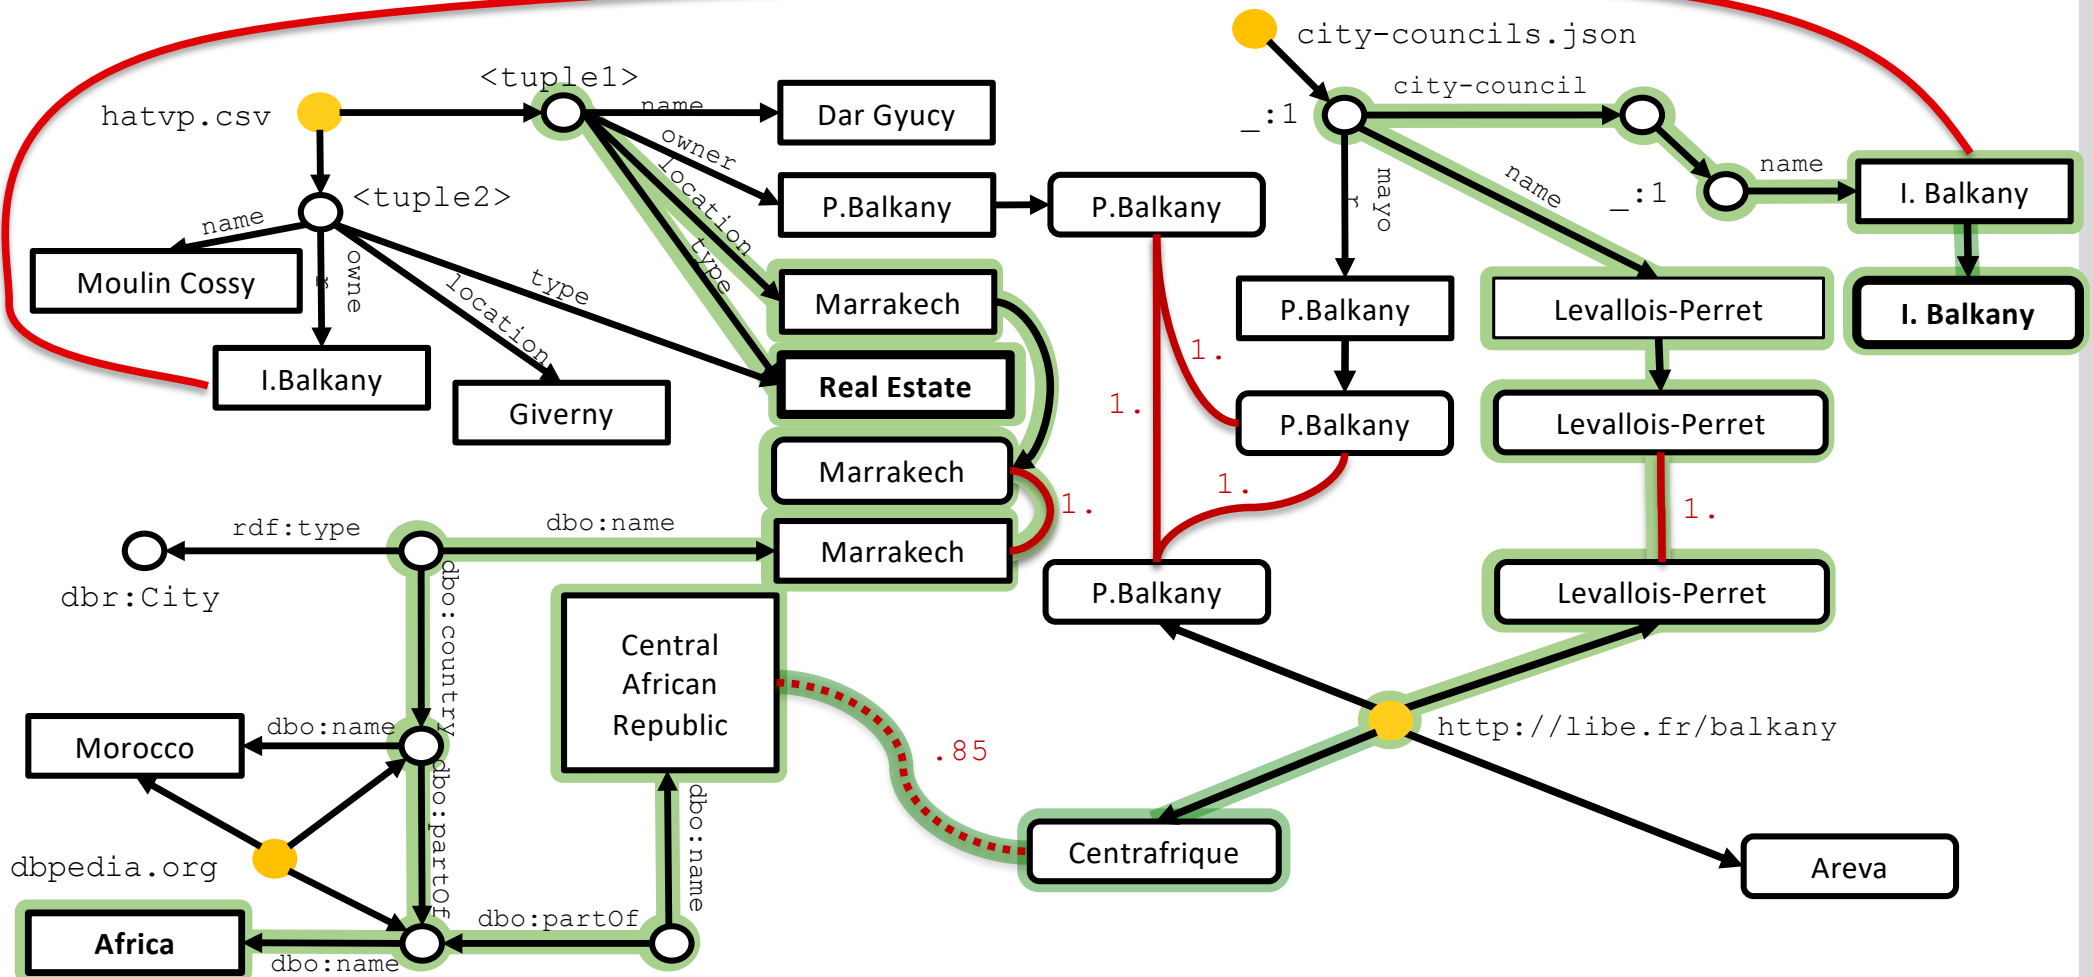 city-councils.json
<tuple1>
city-council
hatvp.csv
name
Dar Gyucy
_:1
owner
location
type
name
_:1
name
I. Balkany
<tuple2>
P.Balkany
P.Balkany
mayo
r
name
Moulin Cossy
owne
r
location
type
Marrakech
P.Balkany
Levallois-Perret
I. Balkany
1.
I.Balkany
Real Estate
Giverny
1.
P.Balkany
Levallois-Perret
Marrakech
1.
1.
1.
rdf:type
dbo:name
Marrakech
dbr:City
dbo:country
P.Balkany
Levallois-Perret
Central
African
Republic
dbo:name
Morocco
.85
http://libe.fr/balkany
dbo:partOf
dbo:name
dbpedia.org
Centrafrique
Areva
dbo:partOf
Africa
dbo:name